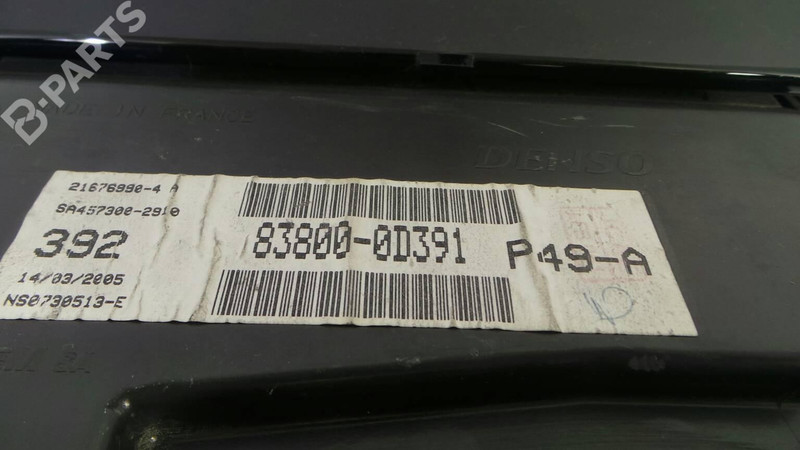 B-PARTS
IN FRANCE
DENSO
21676990-4 A
SA457300-2910
392
83800-0D391
P49-A
14/03/2005
NS0730513-E